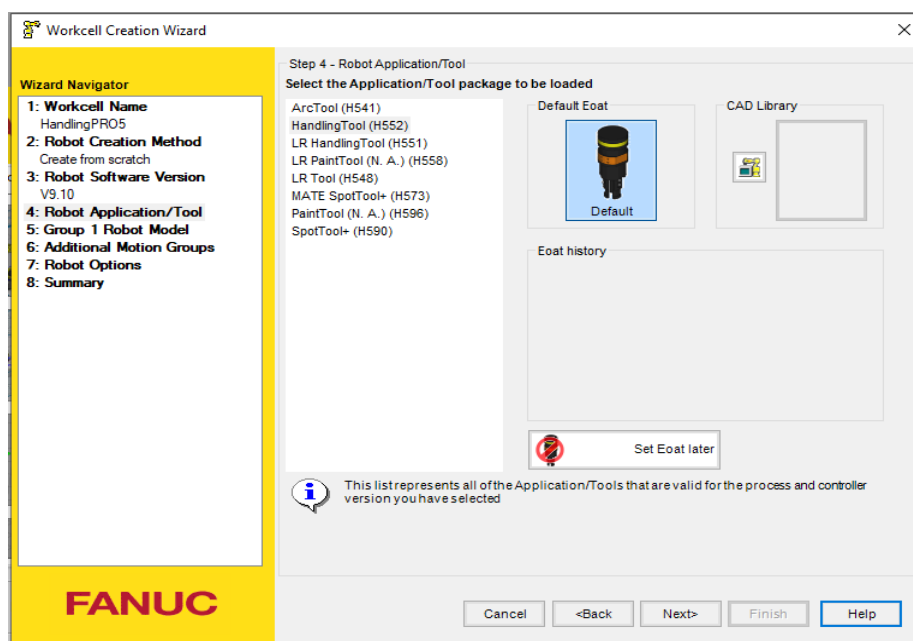 Workcell Creation Wizard
Wizard Navigator
1: Workcell Name
HandlingPRO5
2: Robot Creation Method
Create from scratch
3: Robot Software Version
V9.10
4: Robot Application/Tool
5: Group 1 Robot Model
6: Additional Motion Groups
7: Robot Options
8: Summary
FANUC
Step 4 - Robot Application/Tool
Select the Application/Tool package to be loaded
ArcTool (H541)
HandlingTool (H552)
LR HandlingTool (H551)
LR PaintTool (N. A.) (H558)
LR Tool (H548)
MATE SpotTool+ (H573)
PaintTool (N. A.) (H596)
SpotTool+ (H590)
Default Eoat
Default
CAD Library
Eoat history
Set Eoat later
This list represents all of the Application/Tools that are valid for the process and controller
version you have selected
Cancel
<Back
Next>
Finish
Help